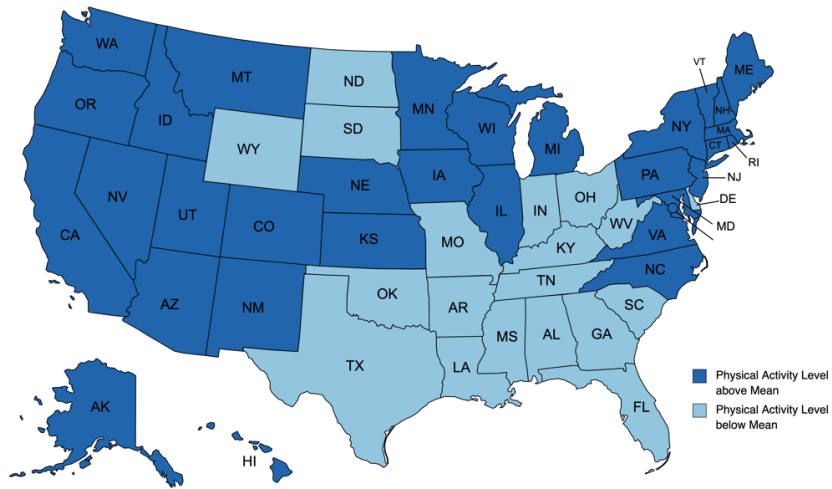 WA
MT
ND
MN
VT
ME
OR
ID
SD
WI
MI
NY
NH
MA
CT
RI
WY
IA
PA
NJ
NV
NE
IL
IN
OH
DE
UT
CO
WV
MD
CA
KS
MO
KY
VA
AZ
NM
OK
AR
TN
NC
TX
LA
MS
AL
GA
SC
FL
AK
HI
Physical Activity Level
above Mean
Physical Activity Level
below Mean